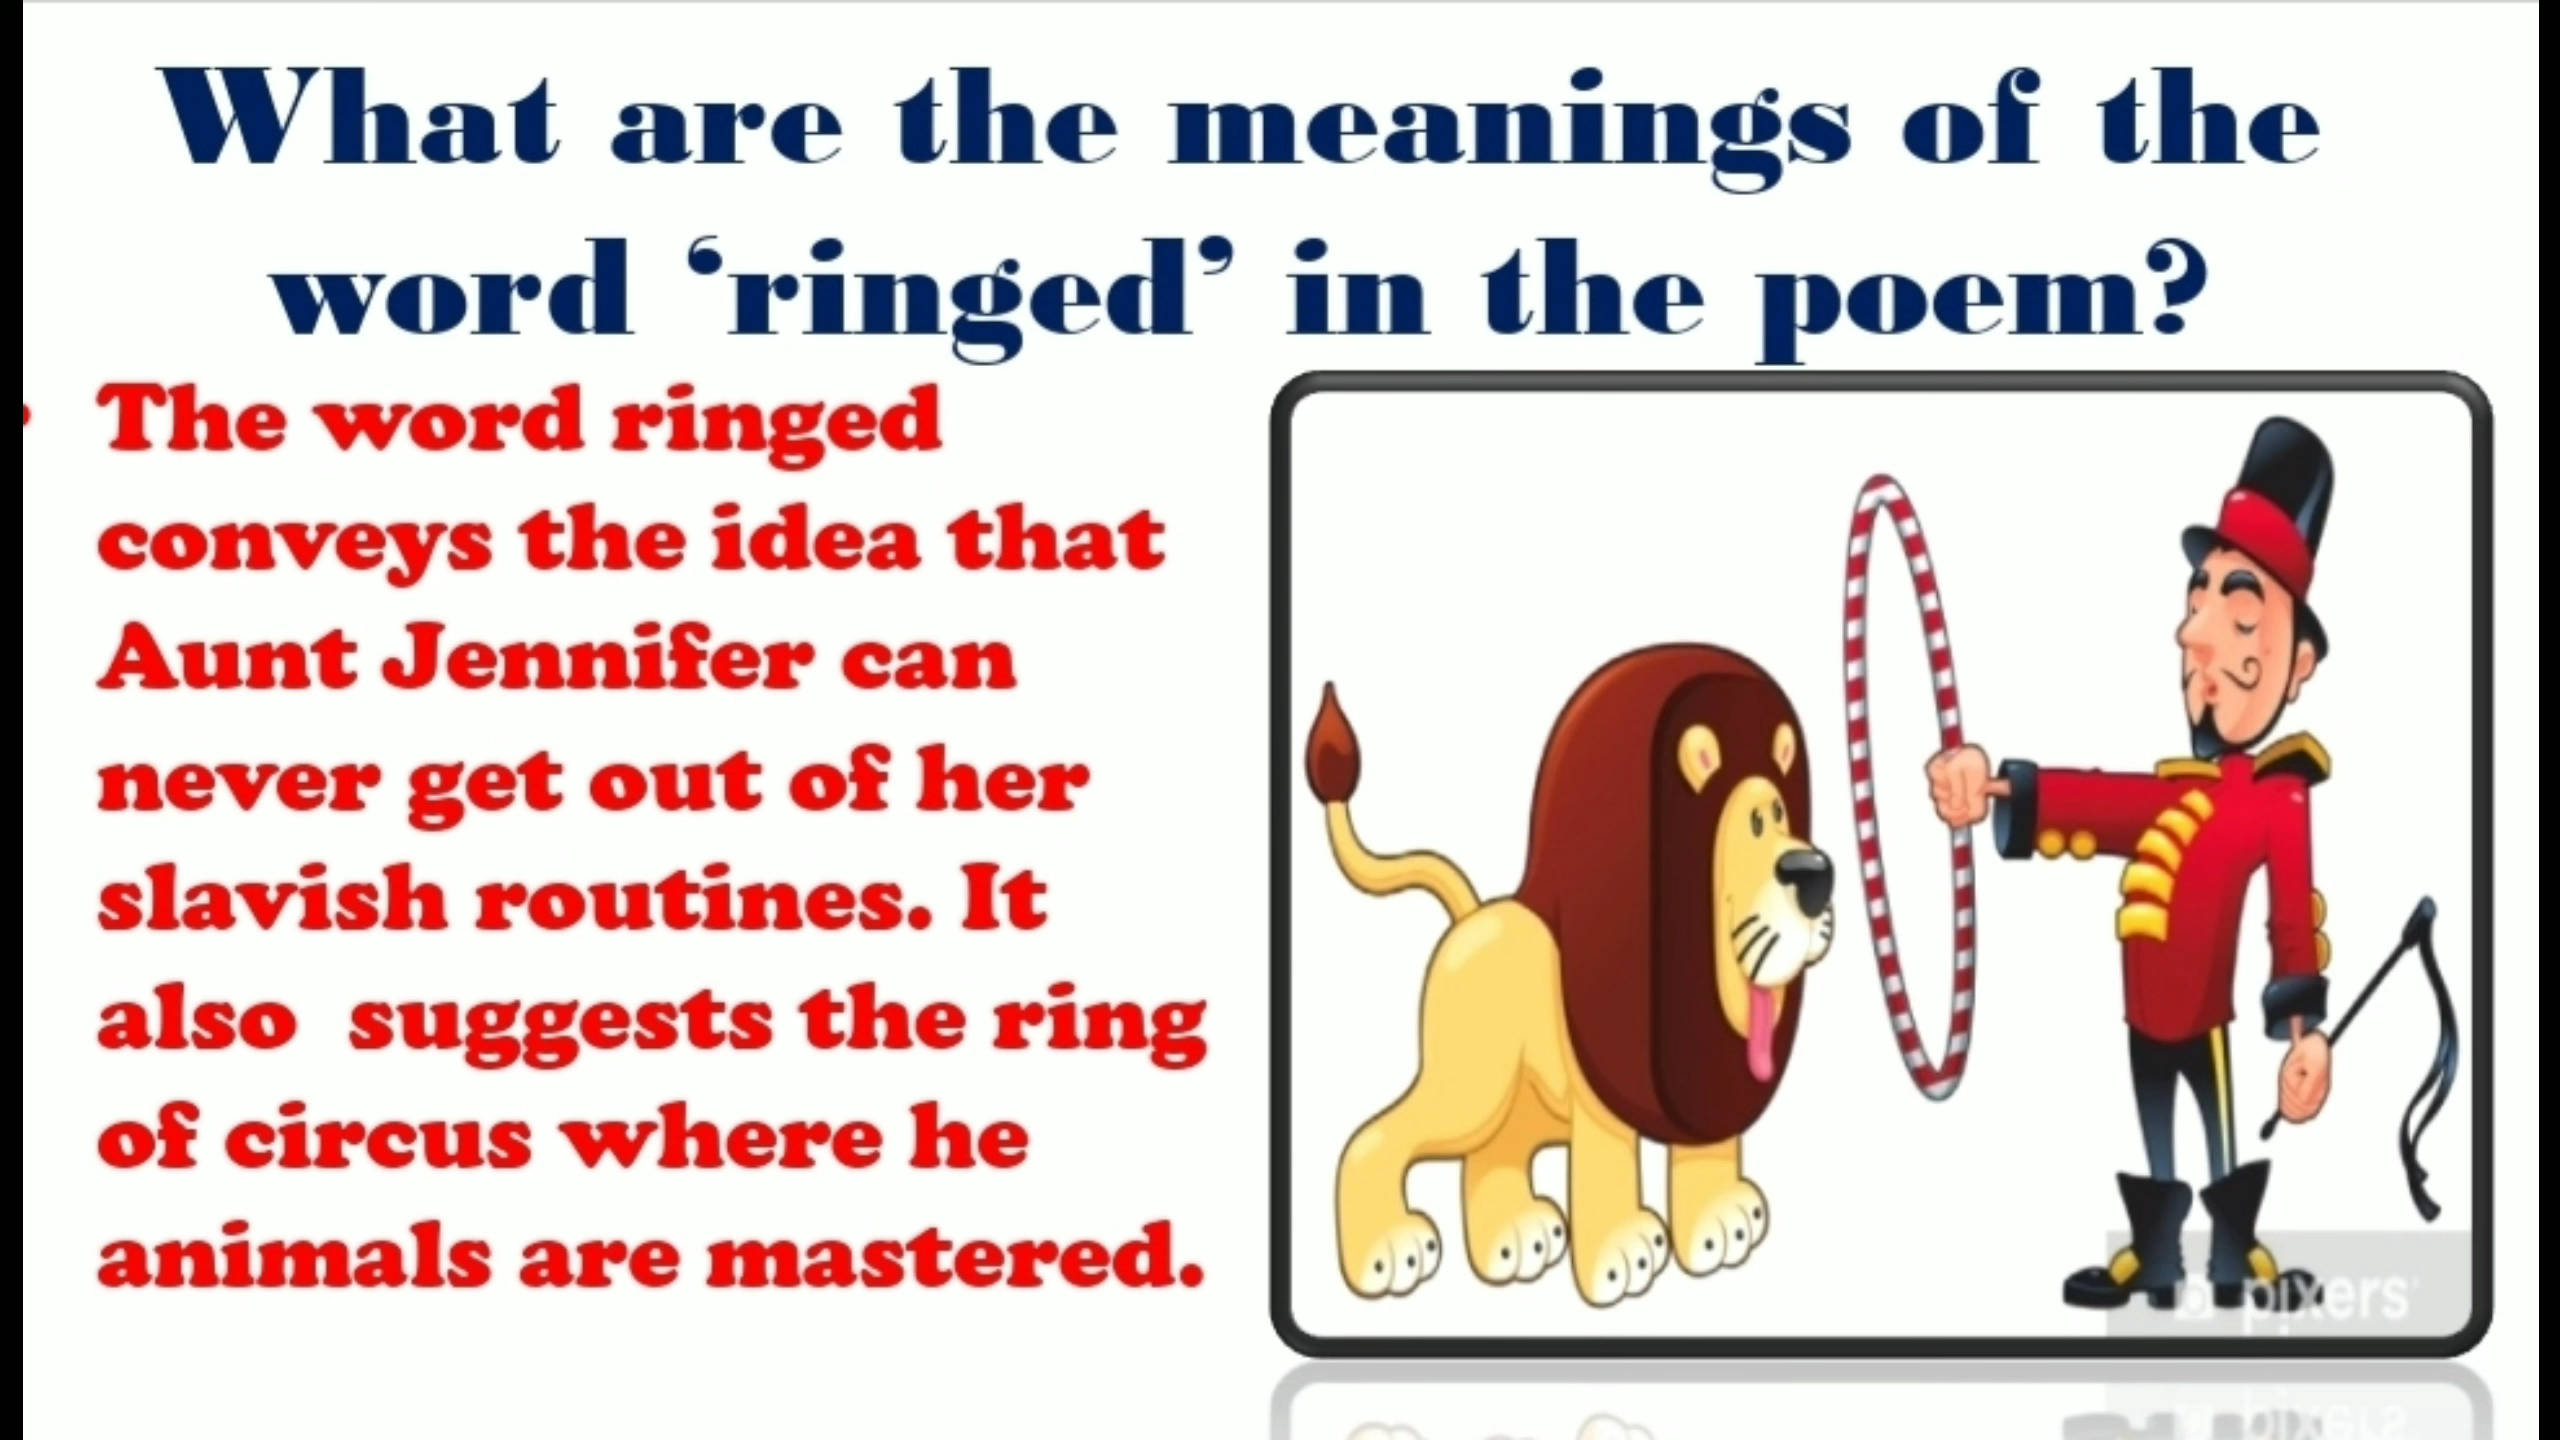 What are the meanings of the
word ‘ringed’ in the poem?
• The word ringed
conveys the idea that
Aunt Jennifer can
never get out of her
slavish routines. It
also suggests the ring
of circus where he
animals are mastered.
pixers